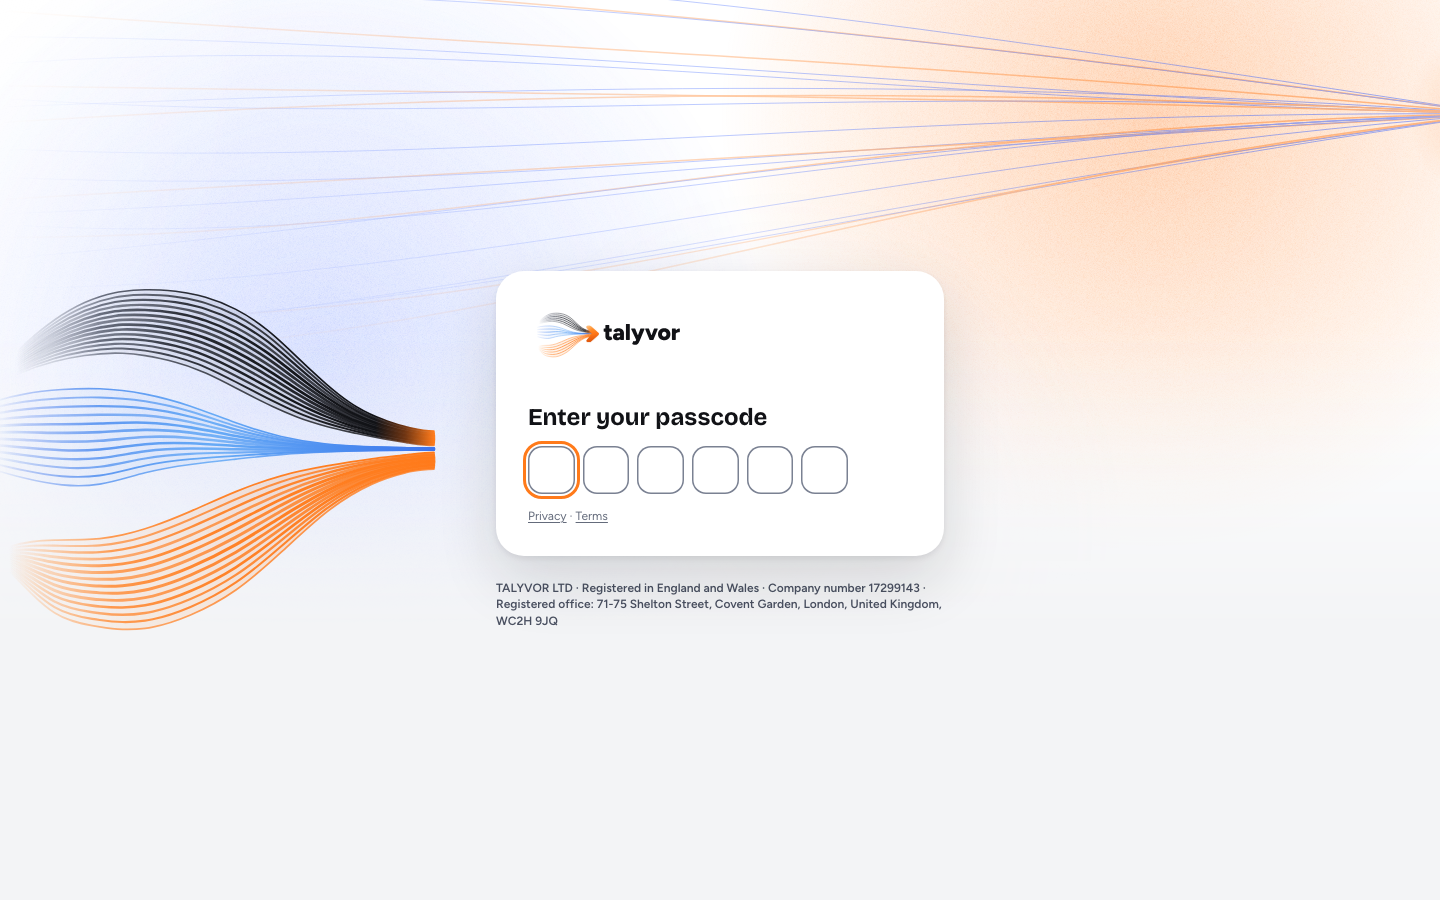 talyvor
Enter your passcode
Privacy · Terms
TALYVOR LTD · Registered in England and Wales · Company number 17299143 ·
Registered office: 71-75 Shelton Street, Covent Garden, London, United Kingdom,
WC2H 9JQ